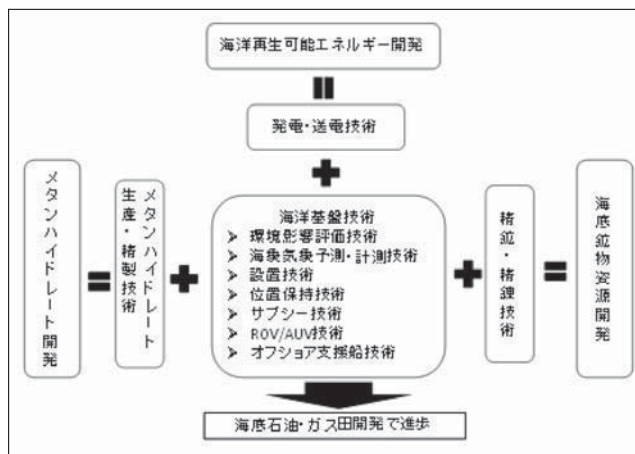 海洋再生可能エネルギー開発
発電・送電技術
メタンハイドレート開発
メタンハイドレート
生産・精製技術
海洋基盤技術
➢ 環境影響評価技術
➢ 海象気象予測・計測技術
➢ 設置技術
➢ 位置保持技術
➢ サブシー技術
➢ ROV/AUV技術
➢ オフショア支援船技術
精鉱・精錬技術
海底鉱物資源開発
海底石油・ガス田開発で進歩